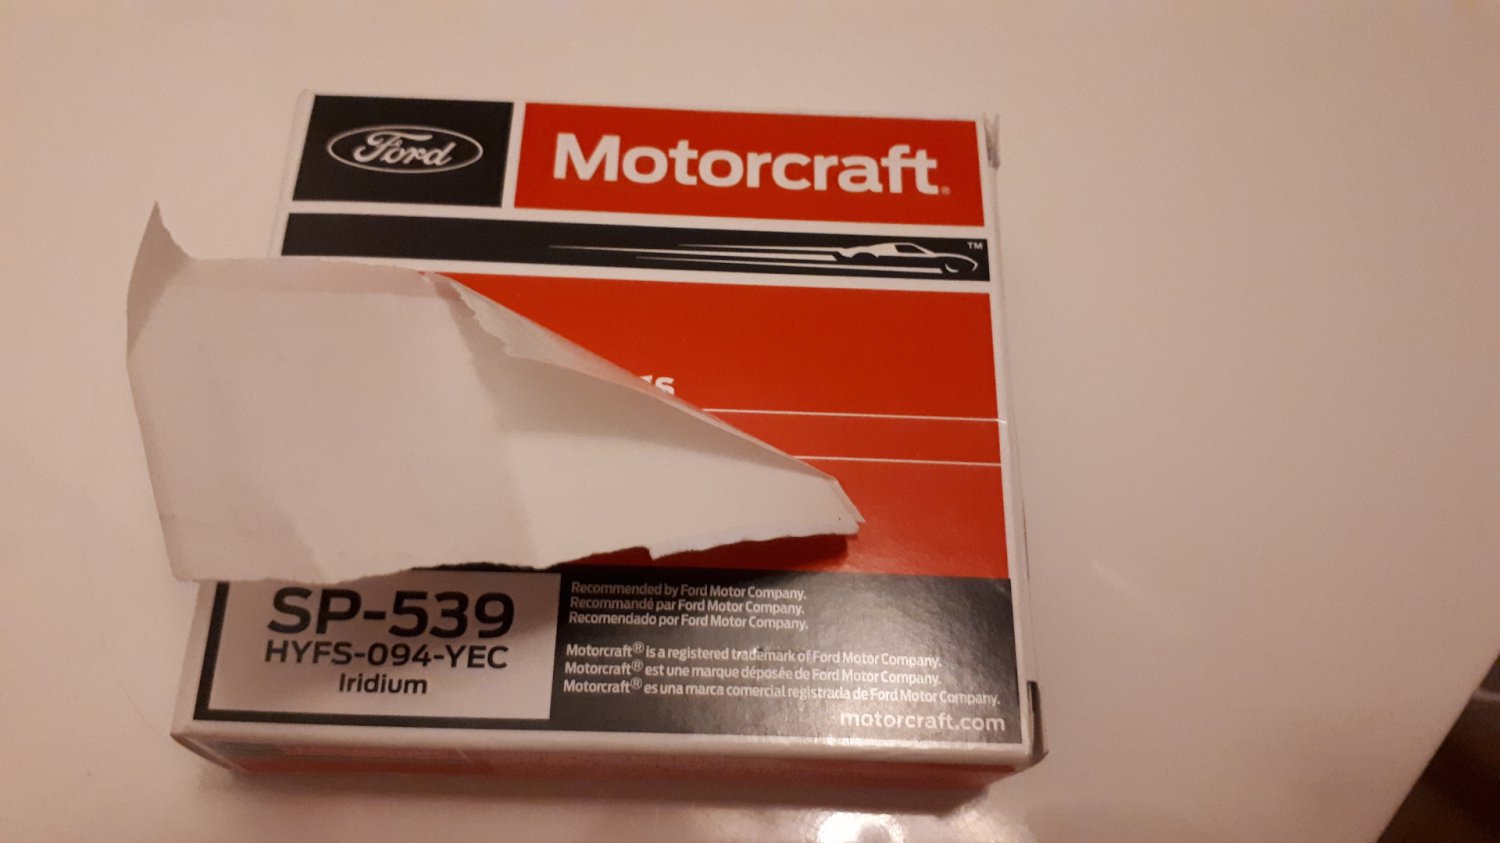 Ford
Motorcraft®
TM
SP-539
HYFS-094-YEC
Iridium
Recommended by Ford Motor Company.
Recommandé par Ford Motor Company.
Recomendado por Ford Motor Company.
Motorcraft® is a registered trademark of Ford Motor Company.
Motorcraft® est une marque déposée de Ford Motor Company.
Motorcraft® es una marca comercial registrada de Ford Motor Company.
motorcraft.com